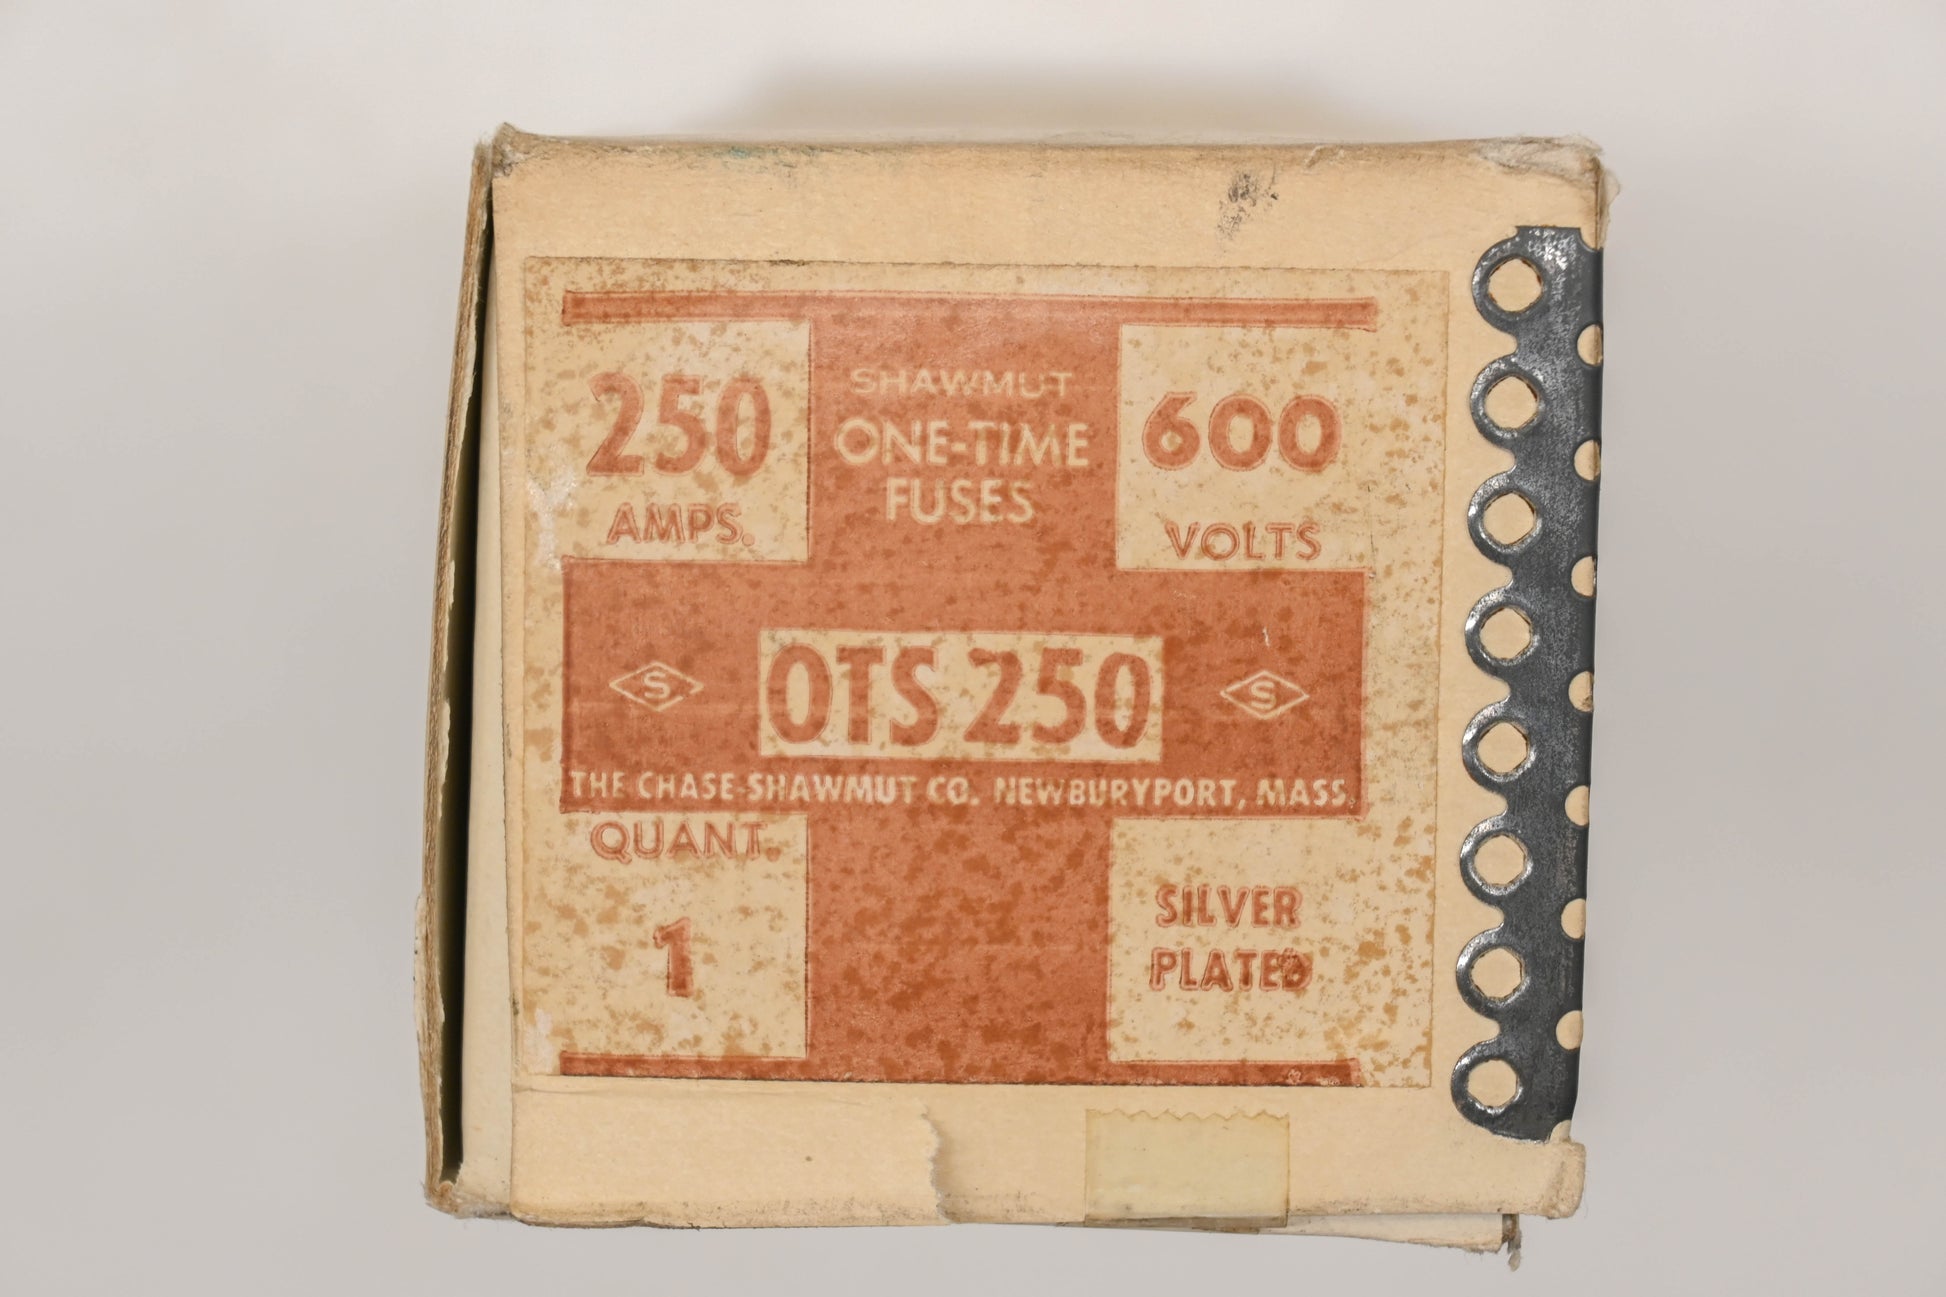 250
AMPS.
SHAWMUT
ONE-TIME
FUSES
600
VOLTS
S
OTS 250
S
THE CHASE-SHAWMUT CO. NEWBURYPORT, MASS.
QUANT.
1
SILVER
PLATED